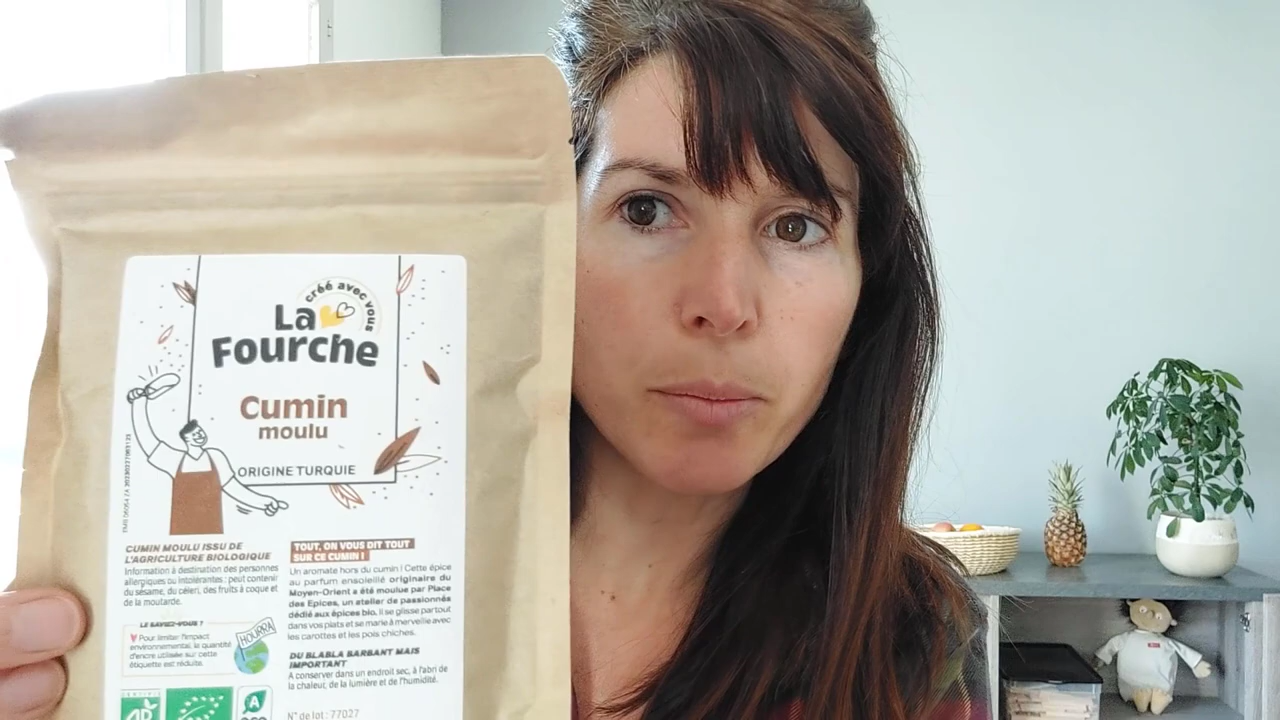 créé avec vous
La
Fourche
Cumin
moulu
ORIGINE TURQUIE
CUMIN MOULU ISSU DE
L'AGRICULTURE BIOLOGIQUE
Information à destination des personnes
allergiques ou intolérantes : peut contenir
du sésame, du céleri, des fruits à coque et
de la moutarde.
LE SAVIEZ-VOUS ?
Pour limiter l'impact
environnemental, la quantité
d'encre utilisée sur cette
étiquette est réduite.
HOURRA
TOUT, ON VOUS DIT TOUT
SUR CE CUMIN !
Un aromate hors du cumin ! Cette épice
au parfum ensoleillé originaire du
Moyen-Orient a été moulue par Place
des Epices, un atelier de passionnés
dédié aux épices bio. Il se glisse partout
dans vos plats et se marie à merveille avec
les carottes et les pois chiches.
DU BLABLA BARBANT MAIS
IMPORTANT
A conserver dans un endroit sec, à l'abri de
la chaleur, de la lumière et de l'humidité.
N° de lot : 77027
CERTIFIÉ
AB
A